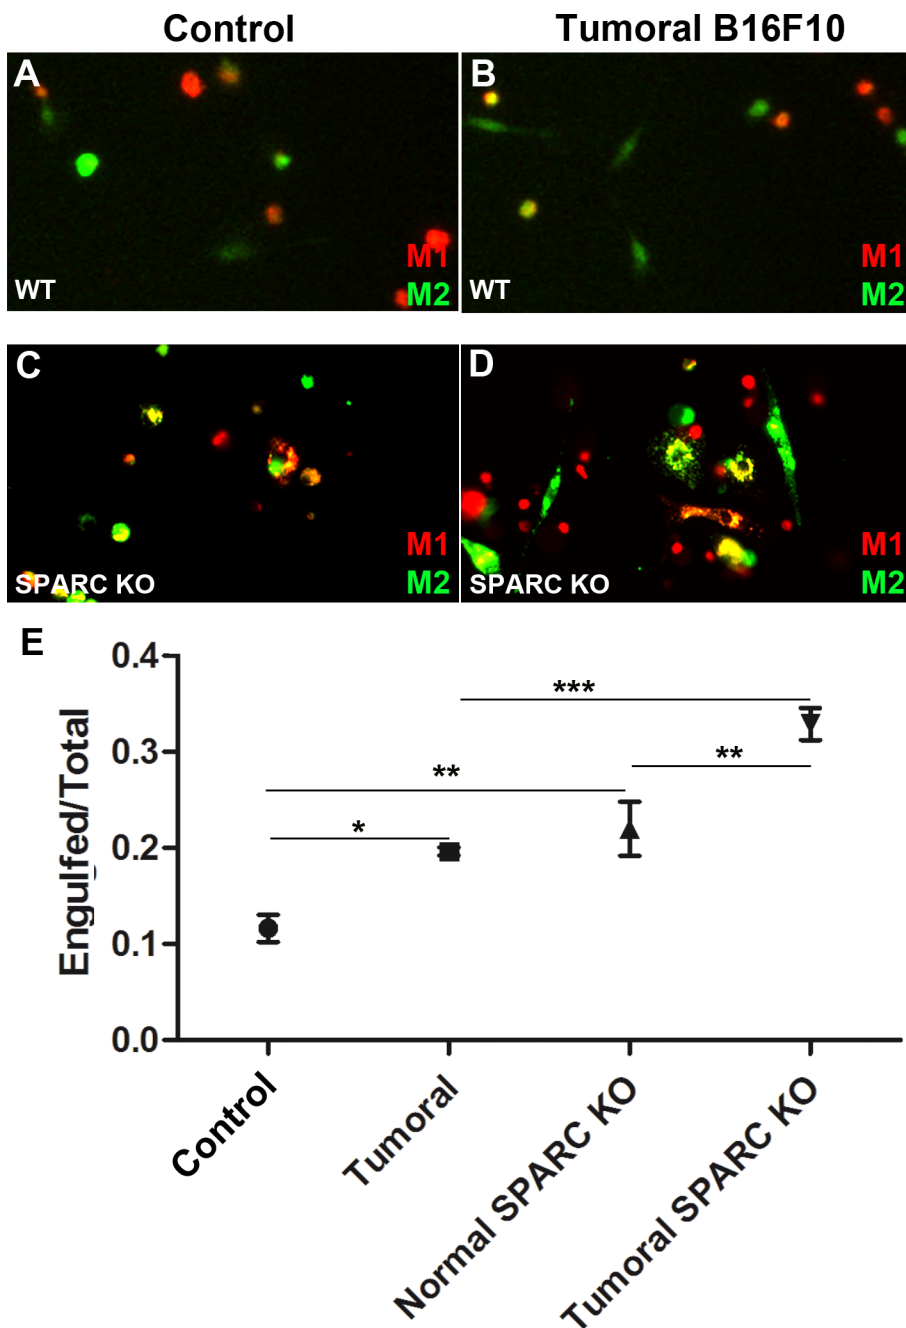 Control
Tumoral B16F10
A
B
WT
M1
M2
WT
M1
M2
C
D
SPARC KO
M1
M2
SPARC KO
M1
M2
E
0.4
0.3
0.2
0.1
0.0
Engulfed/Total
***
**
**
*
Control
Tumoral
Normal SPARC KO
Tumoral SPARC KO